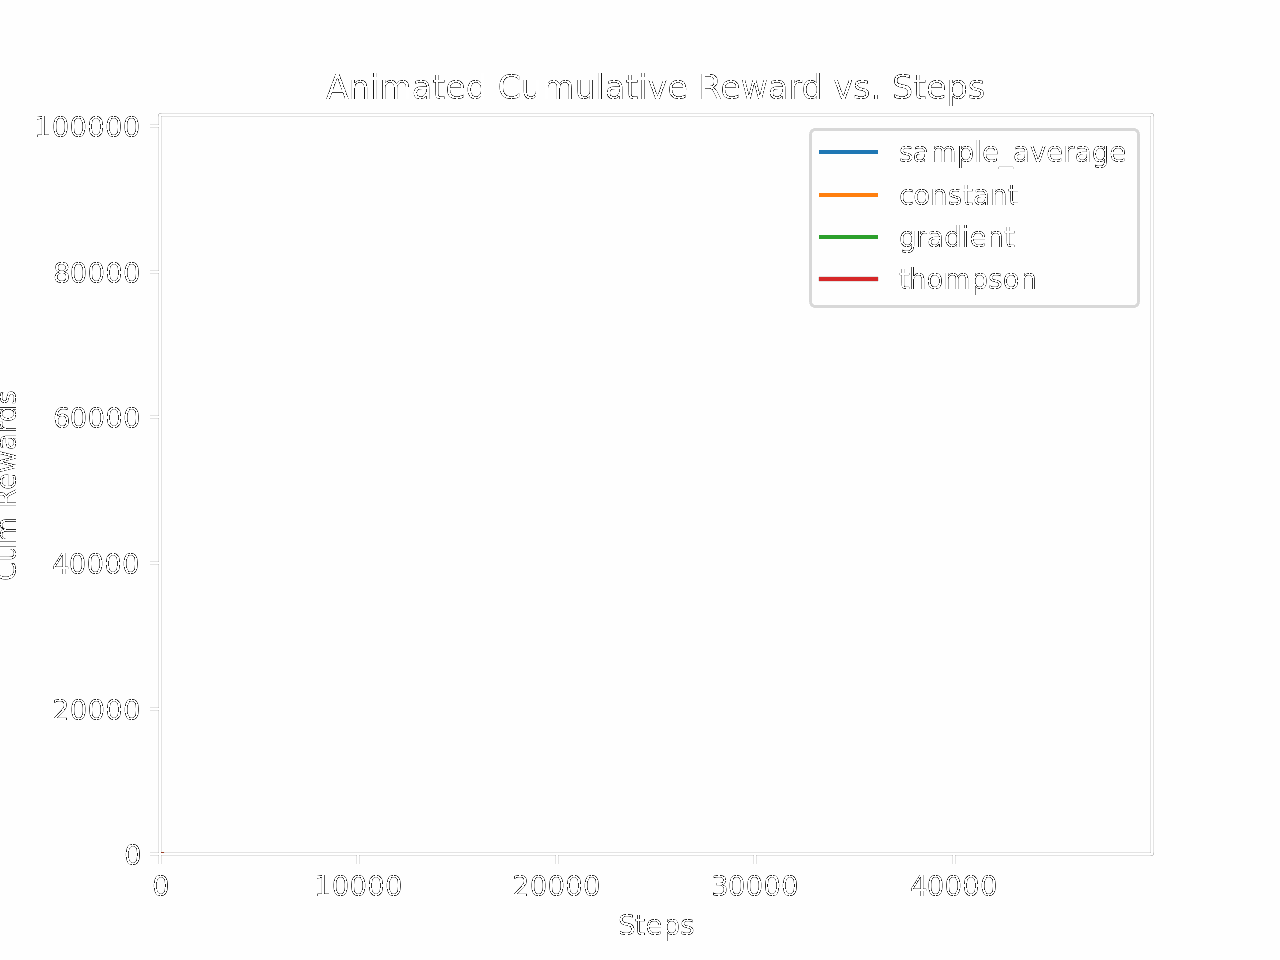 Animated Cumulative Reward vs. Steps
100000
80000
60000
40000
20000
0
Cum Rewards
sample_average
constant
gradient
thompson
0 10000 20000 30000 40000
Steps